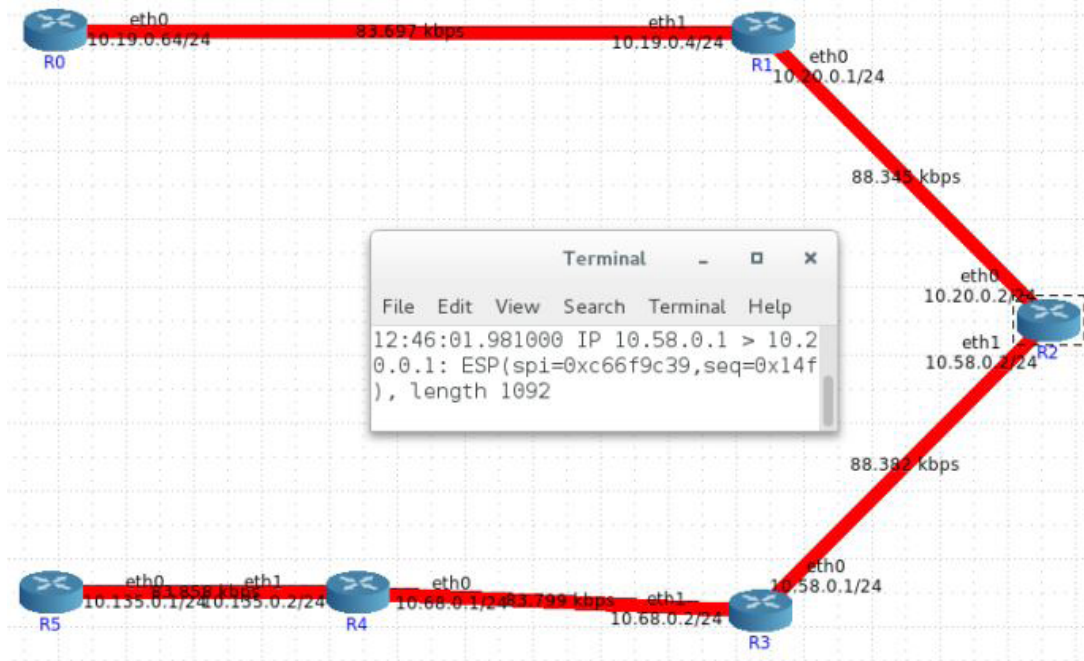 eth0
10.19.0.64/24
R0
83.697 kbps
eth1
10.19.0.4/24
R1
eth0
10.20.0.1/24
88.345 kbps
Terminal
File Edit View Search Terminal Help
12:46:01.981000 IP 10.58.0.1 > 10.2
0.0.1: ESP(spi=0xc66f9c39,seq=0x14f
), length 1092
eth0
10.20.0.2/24
eth1
10.58.0.2/24
R2
88.382 kbps
eth0
10.58.0.1/24
eth0
R5
eth1
R4
eth0
10.68.0.1/24
83.799 kbps
eth1
10.68.0.2/24
R3